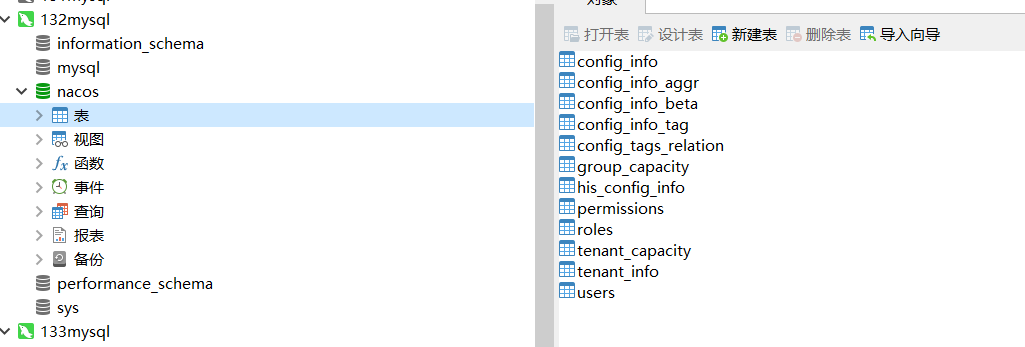 132mysql
information_schema
mysql
nacos
表
视图
函数
事件
查询
报表
备份
performance_schema
sys
133mysql
打开表 设计表 新建表 删除表 导入向导
config_info
config_info_aggr
config_info_beta
config_info_tag
config_tags_relation
group_capacity
his_config_info
permissions
roles
tenant_capacity
tenant_info
users